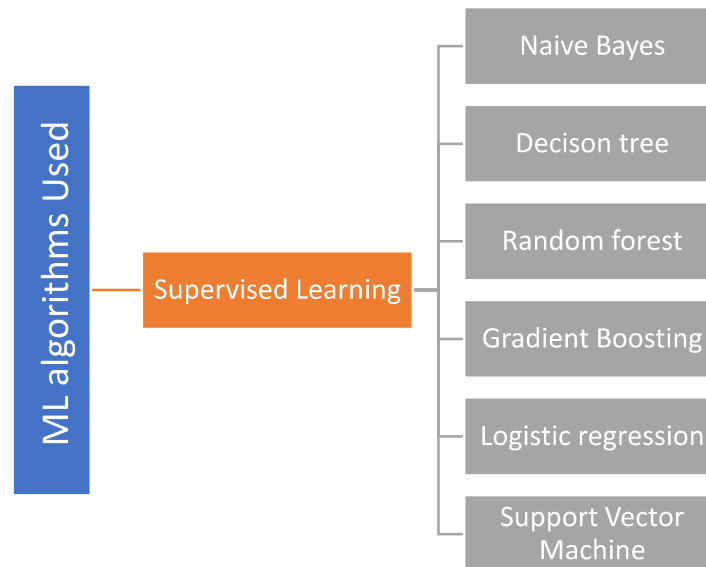 ML algorithms Used
Supervised Learning
Naive Bayes
Decison tree
Random forest
Gradient Boosting
Logistic regression
Support Vector
Machine